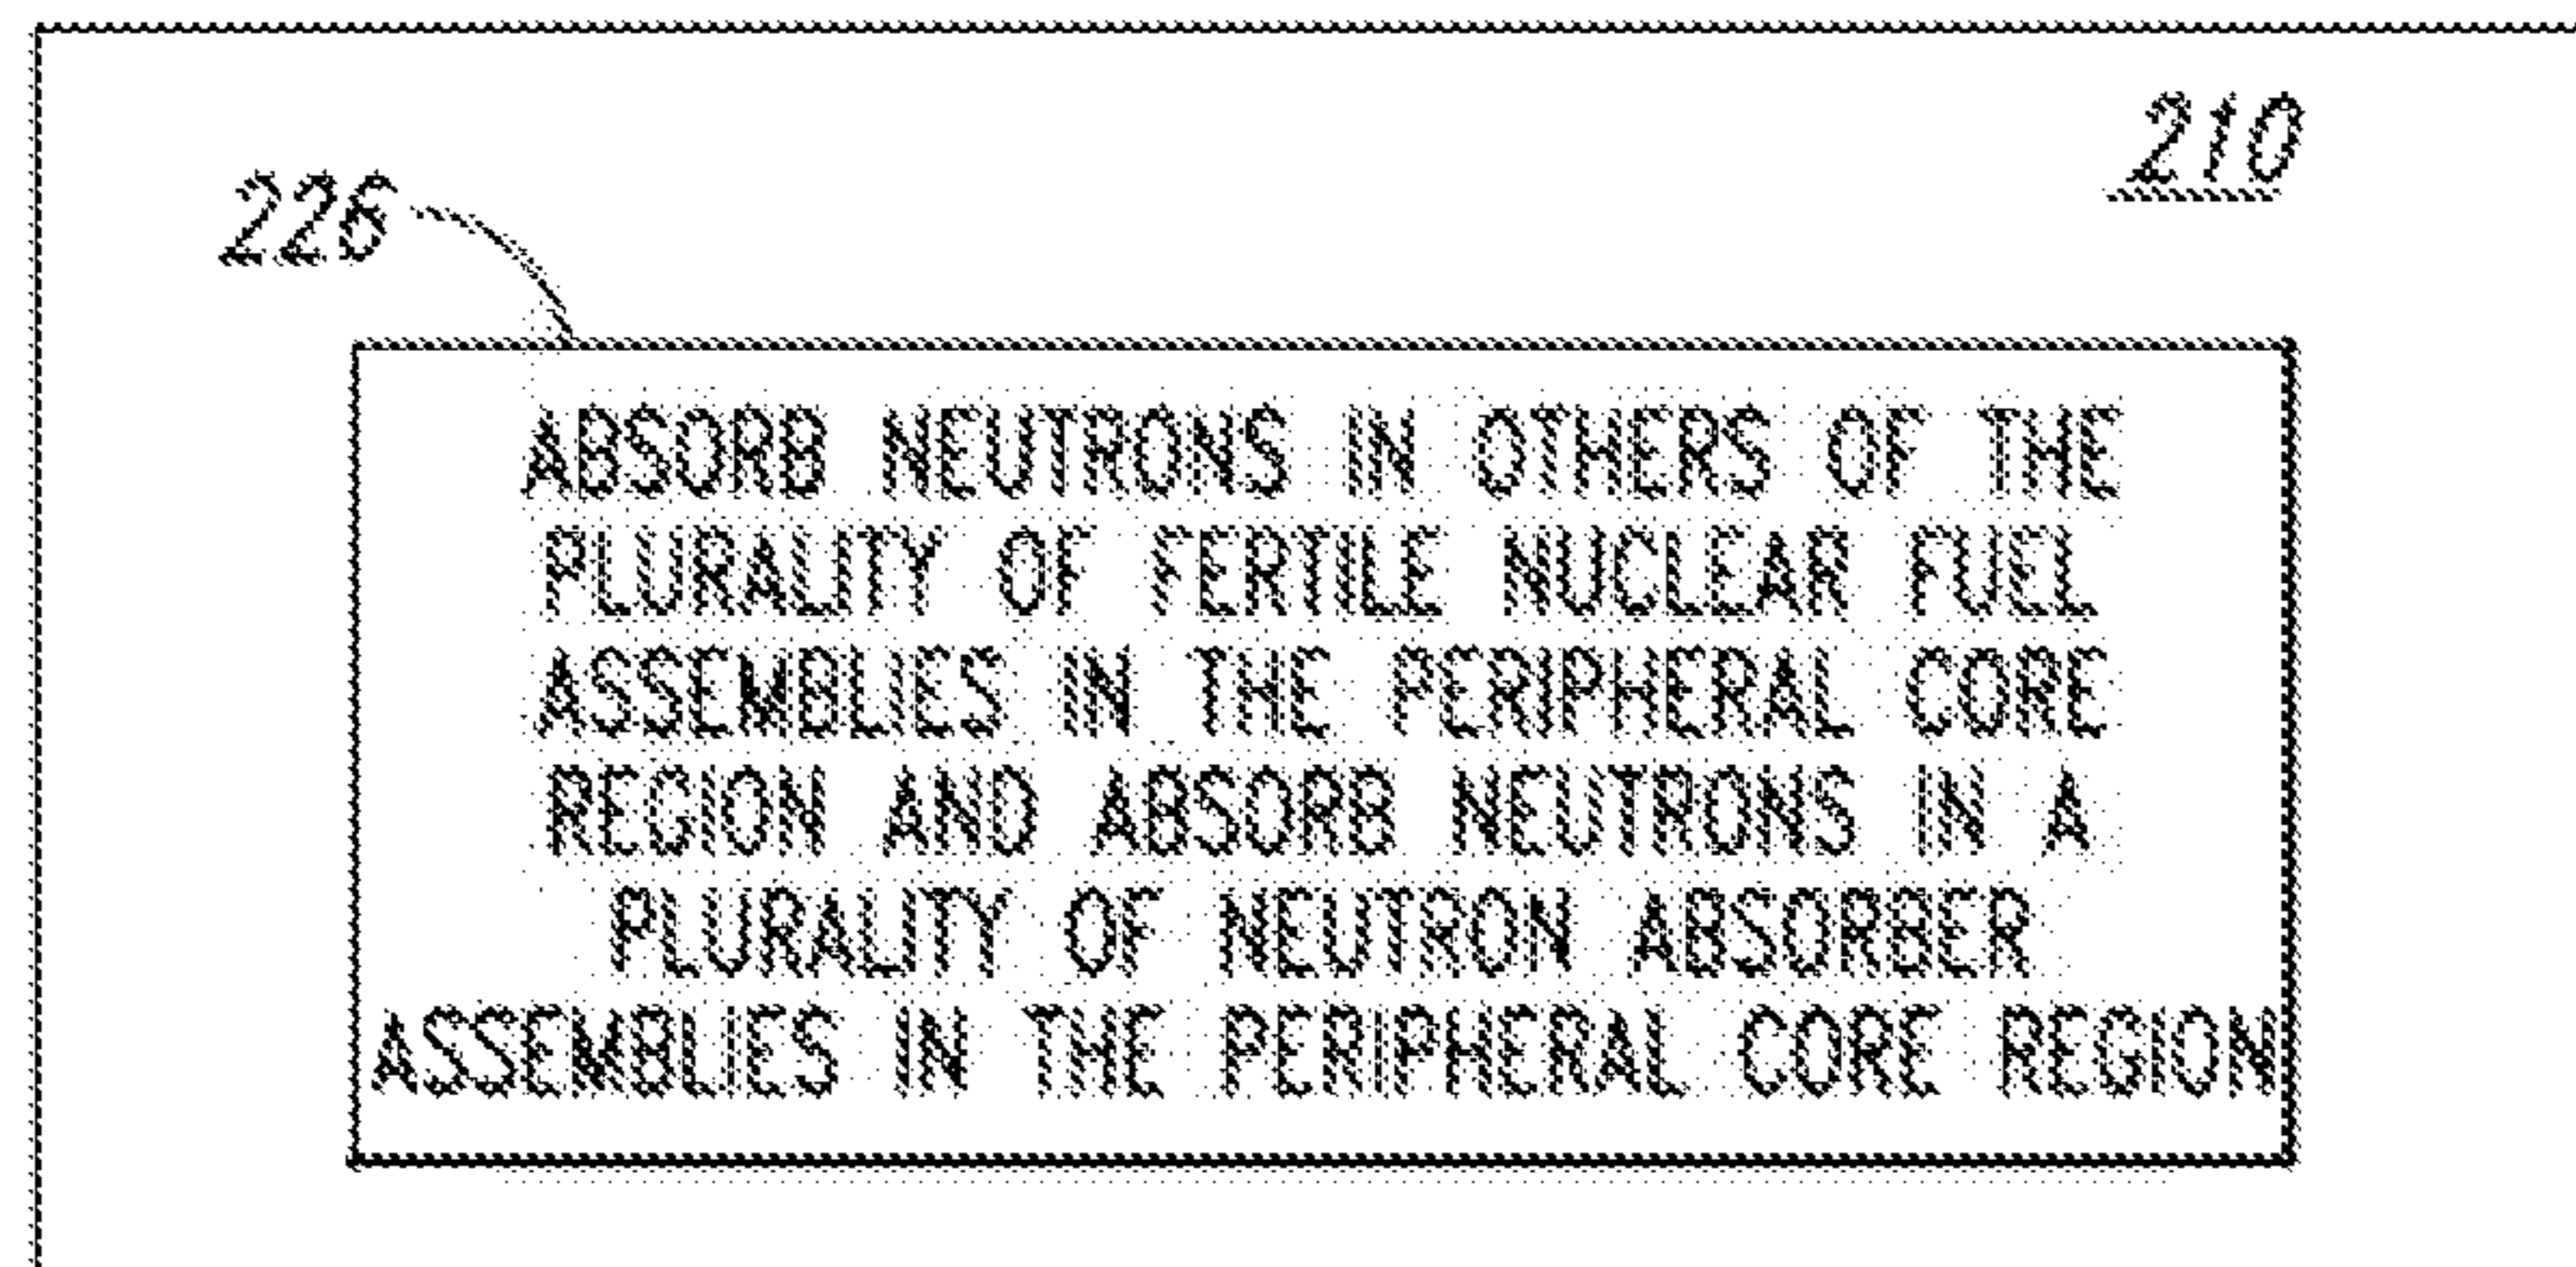 210
226
ABSORB NEUTRONS IN OTHERS OF THE
PLURALITY OF FERTILE NUCLEAR FUEL
ASSEMBLIES IN THE PERIPHERAL CORE
REGION AND ABSORB NEUTRONS IN A
PLURALITY OF NEUTRON ABSORBER
ASSEMBLIES IN THE PERIPHERAL CORE REGION